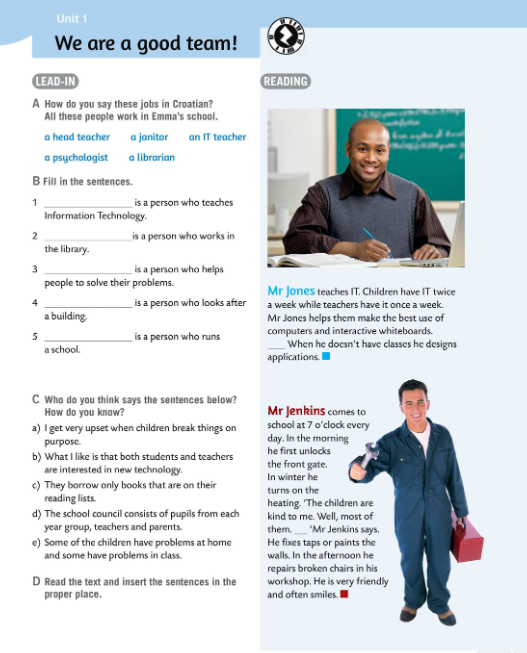 Unit 1
We are a good team!
LEAD-IN
A How do you say these jobs in Croatian?
All these people work in Emma's school.
a head teacher a janitor an IT teacher
a psychologist a librarian
B Fill in the sentences.
1 ________________ is a person who teaches
Information Technology.
2 ________________ is a person who works in
the library.
3 ________________ is a person who helps
people to solve their problems.
4 ________________ is a person who looks after
a building.
5 ________________ is a person who runs
a school.
C Who do you think says the sentences below?
How do you know?
a) I get very upset when children break things on
purpose.
b) What I like is that both students and teachers
are interested in new technology.
c) They borrow only books that are on their
reading lists.
d) The school council consists of pupils from each
year group, teachers and parents.
e) Some of the children have problems at home
and some have problems in class.
D Read the text and insert the sentences in the
proper place.
READING
Mr Jones teaches IT. Children have IT twice
a week while teachers have it once a week.
Mr Jones helps them make the best use of
computers and interactive whiteboards.
____ When he doesn't have classes he designs
applications.
Mr Jenkins comes to
school at 7 o'clock every
day. In the morning
he first unlocks
the front gate.
In winter he
turns on the
heating. 'The children are
kind to me. Well, most of
them. ___ 'Mr Jenkins says.
He fixes taps or paints the
walls. In the afternoon he
repairs broken chairs in his
workshop. He is very friendly
and often smiles.